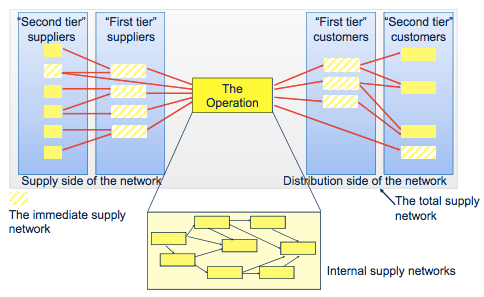 “Second tier”
suppliers
“First tier”
suppliers
“First tier”
customers
“Second tier”
customers
The
Operation
Supply side of the network
Distribution side of the network
The immediate supply
network
The total supply
network
Internal supply networks